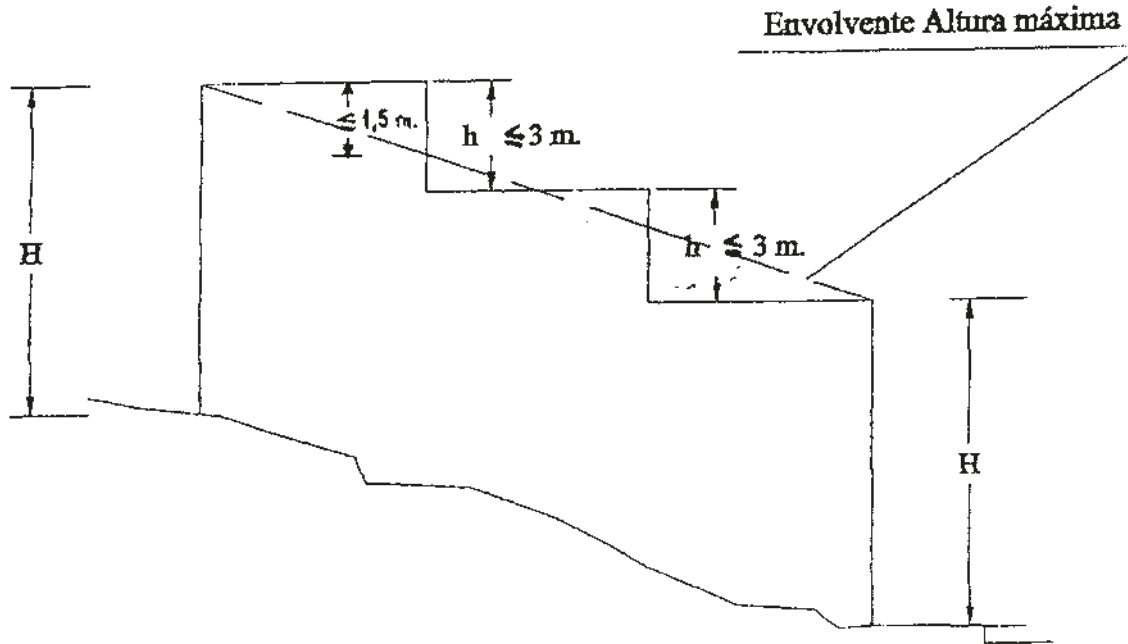 Envolvente Altura máxima
≦ 1,5 m.
h ≦ 3 m.
H
h ≦ 3 m.
H